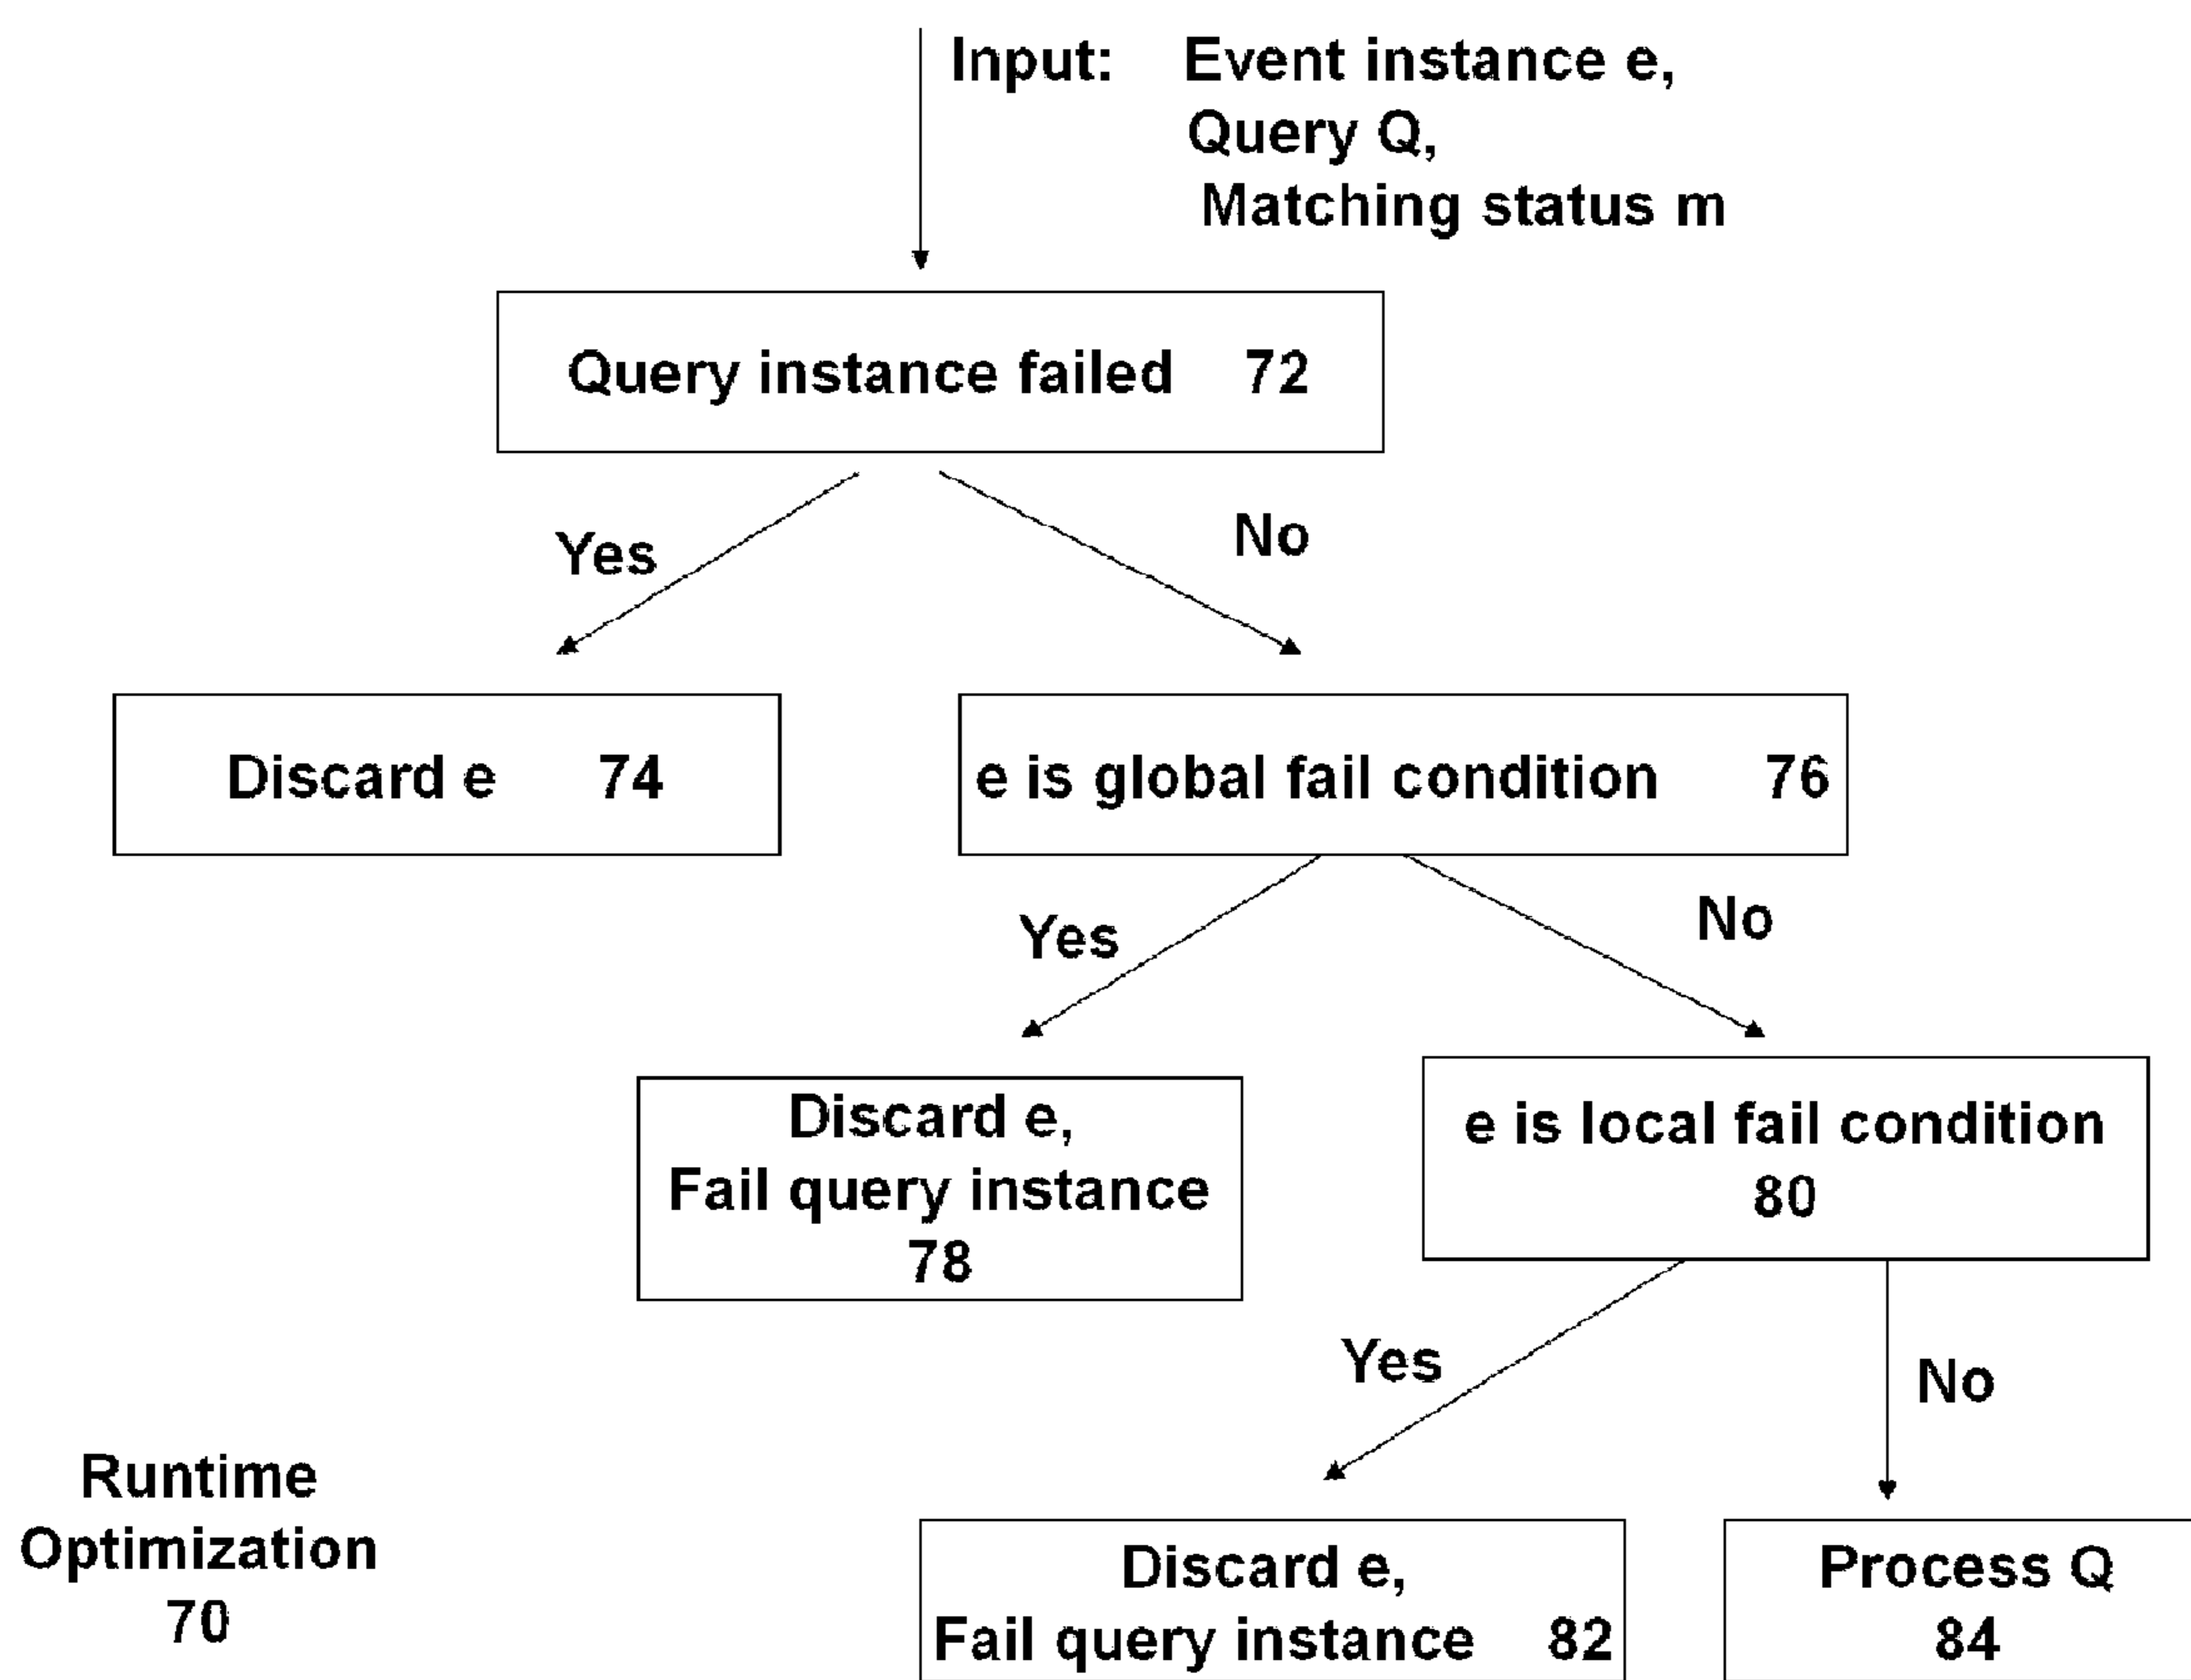 Input: Event instance e,
Query Q,
Matching status m
Query instance failed 72
Yes
No
Discard e 74
e is global fail condition 76
Yes
No
Discard e,
Fail query instance
78
e is local fail condition
80
Yes
No
Runtime
Optimization
70
Discard e,
Fail query instance 82
Process Q
84